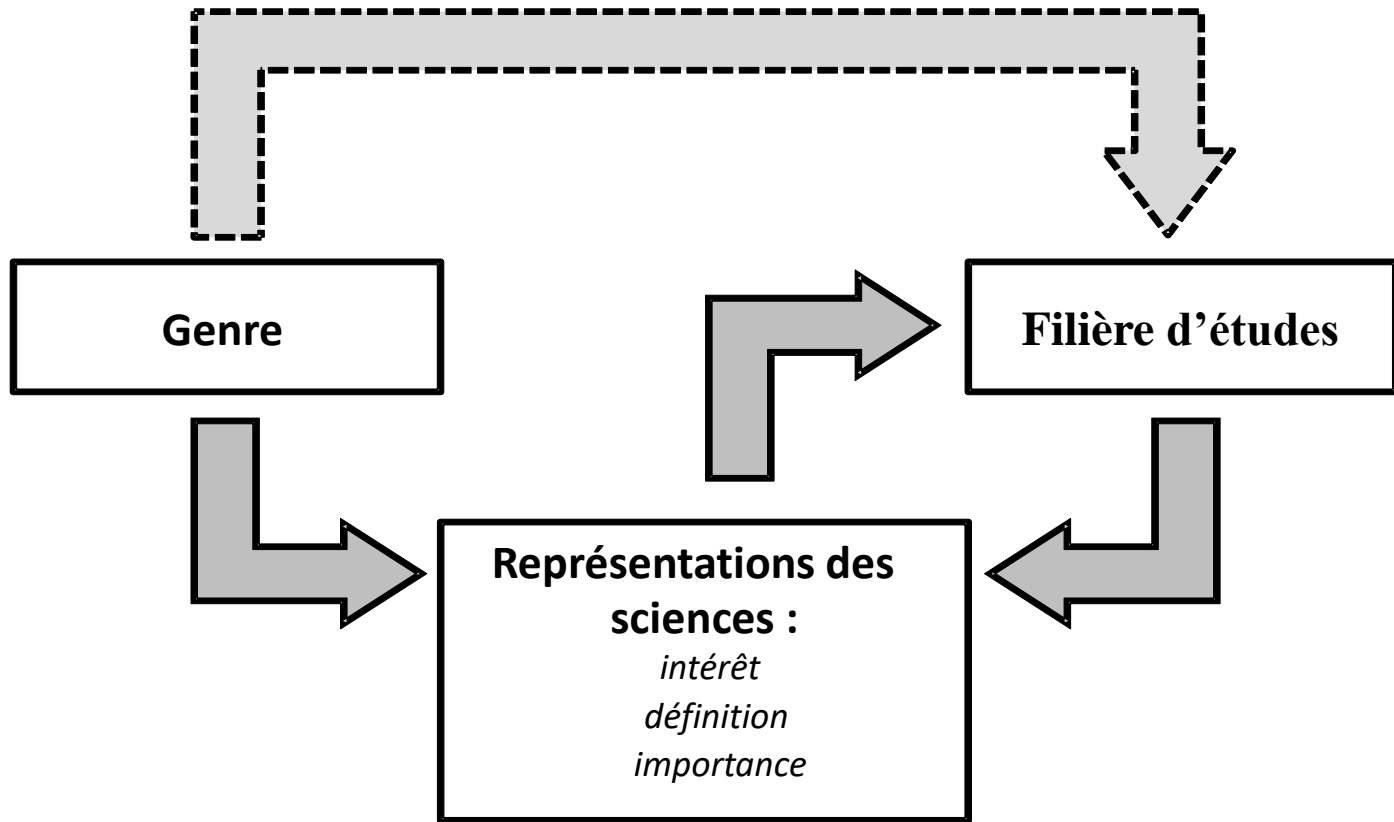 Genre
Filière d’études
Représentations des
sciences :
intérêt
définition
importance